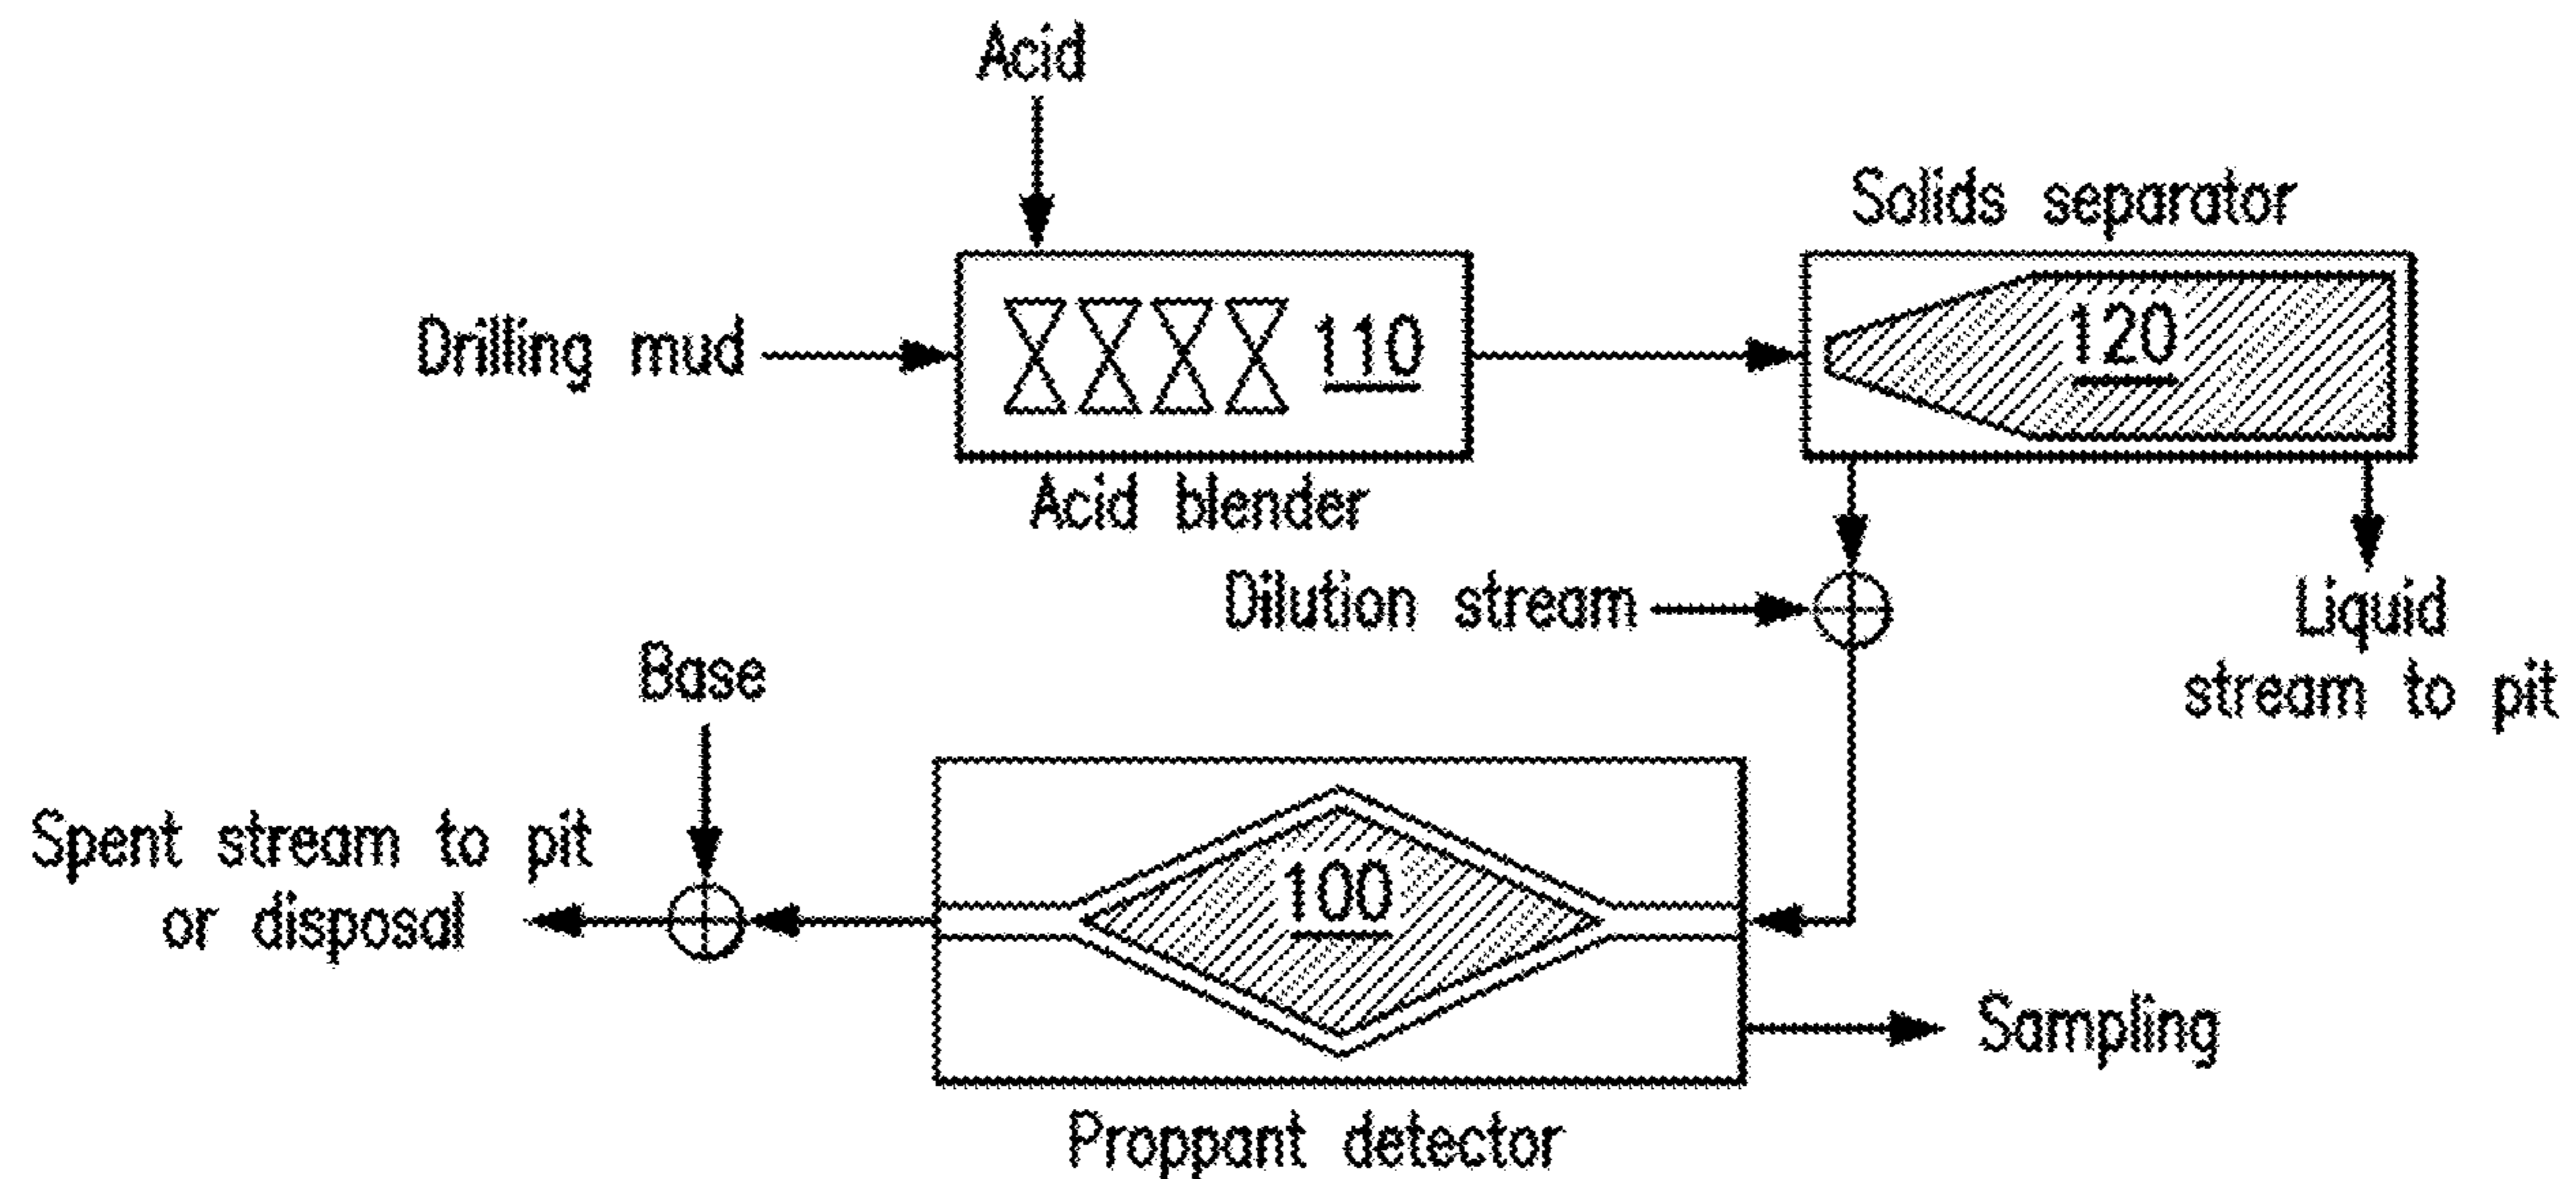 Acid
Solids separator
Drilling mud
110
120
Acid blender
Dilution stream
Liquid
stream to pit
Base
Spent stream to pit
or disposal
100
Sampling
Proppant detector